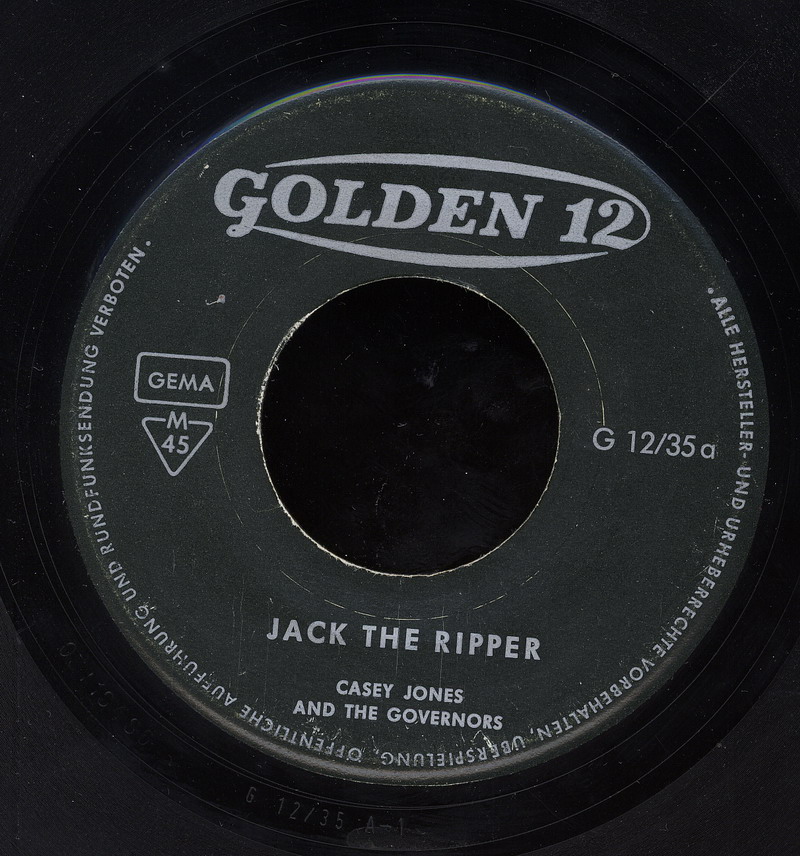 GOLDEN 12
GEMA
M
45
G 12/35 a
JACK THE RIPPER
CASEY JONES
AND THE GOVERNORS
• ALLE HERSTELLER- UND URHEBERRECHTE VORBEHALTEN, ÜBERSPIELUNG, ÖFFENTLICHE AUFFÜHRUNG UND RUNDFUNKSENDUNG VERBOTEN •
G 12/35 A-1